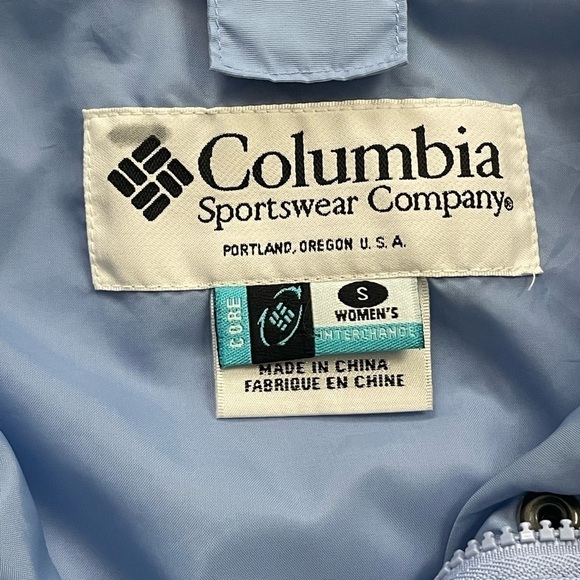 Columbia
Sportswear Company®
PORTLAND, OREGON U.S.A.
CORE
S
WOMEN'S
INTERCHANGE
MADE IN CHINA
FABRIQUE EN CHINE